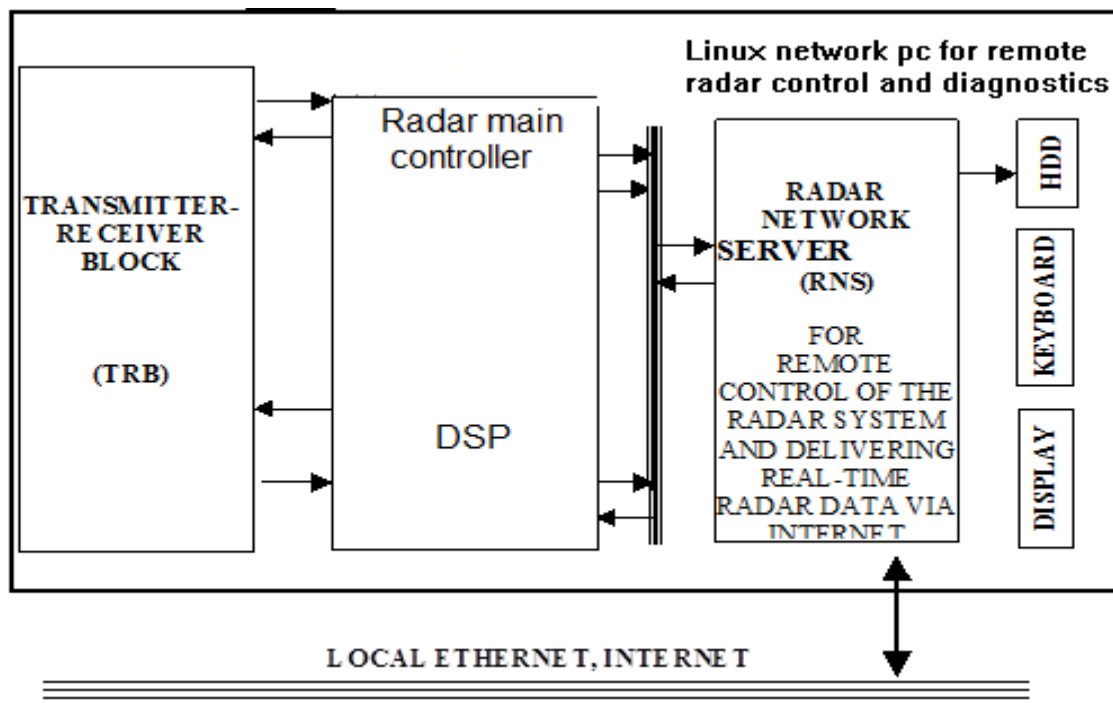 Linux network pc for remote
radar control and diagnostics
TRANSMITTER-
RECEIVER
BLOCK
(TRB)
Radar main
controller
DSP
RADAR
NETWORK
SERVER
(RNS)
FOR
REMOTE
CONTROL OF THE
RADAR SYSTEM
AND DELIVERING
REAL-TIME
RADAR DATA VIA
INTERNET
HDD
KEYBOARD
DISPLAY
LOCAL ETHERNET, INTERNET